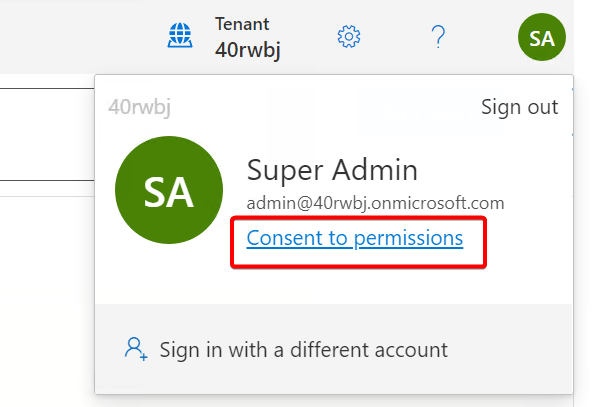 Tenant
40rwbj
?
SA
40rwbj
Sign out
SA
Super Admin
admin@40rwbj.onmicrosoft.com
Consent to permissions
Sign in with a different account